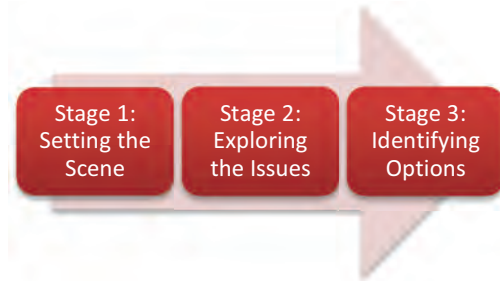 Stage 1:
Setting the
Scene
Stage 2:
Exploring
the Issues
Stage 3:
Identifying
Options